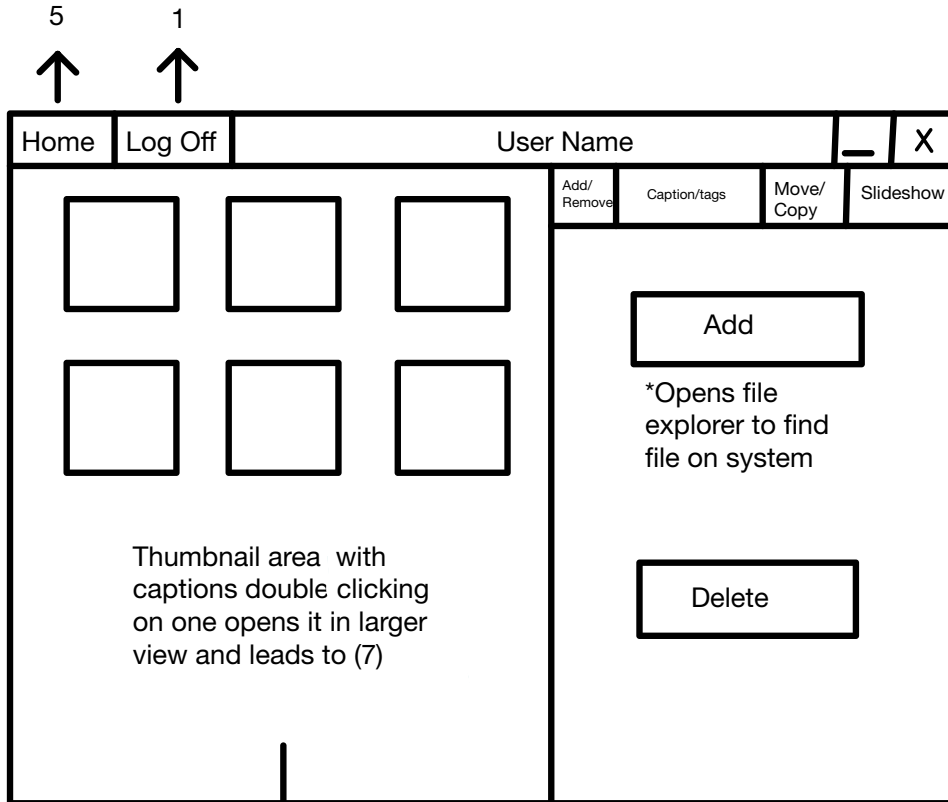 5
1
Home
Log Off
User Name
_
X
Add/
Remove
Caption/tags
Move/
Copy
Slideshow
Add
*Opens file
explorer to find
file on system
Delete
Thumbnail area with
captions double clicking
on one opens it in larger
view and leads to (7)